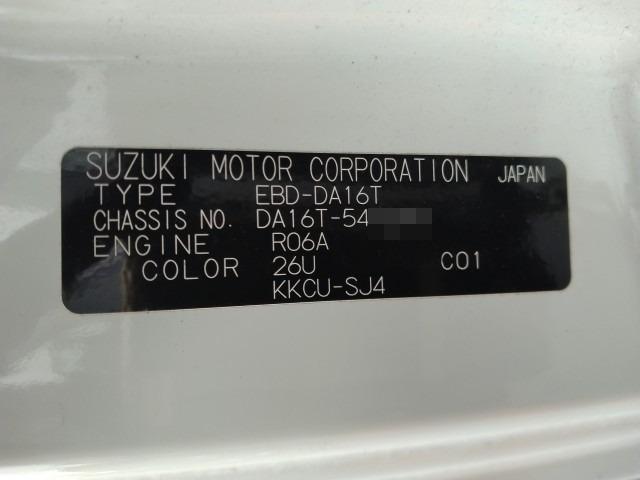 SUZUKI MOTOR CORPORATION JAPAN
TYPE EBD-DA16T
CHASSIS NO. DA16T-54
ENGINE R06A
COLOR 26U C01
KKCU-SJ4